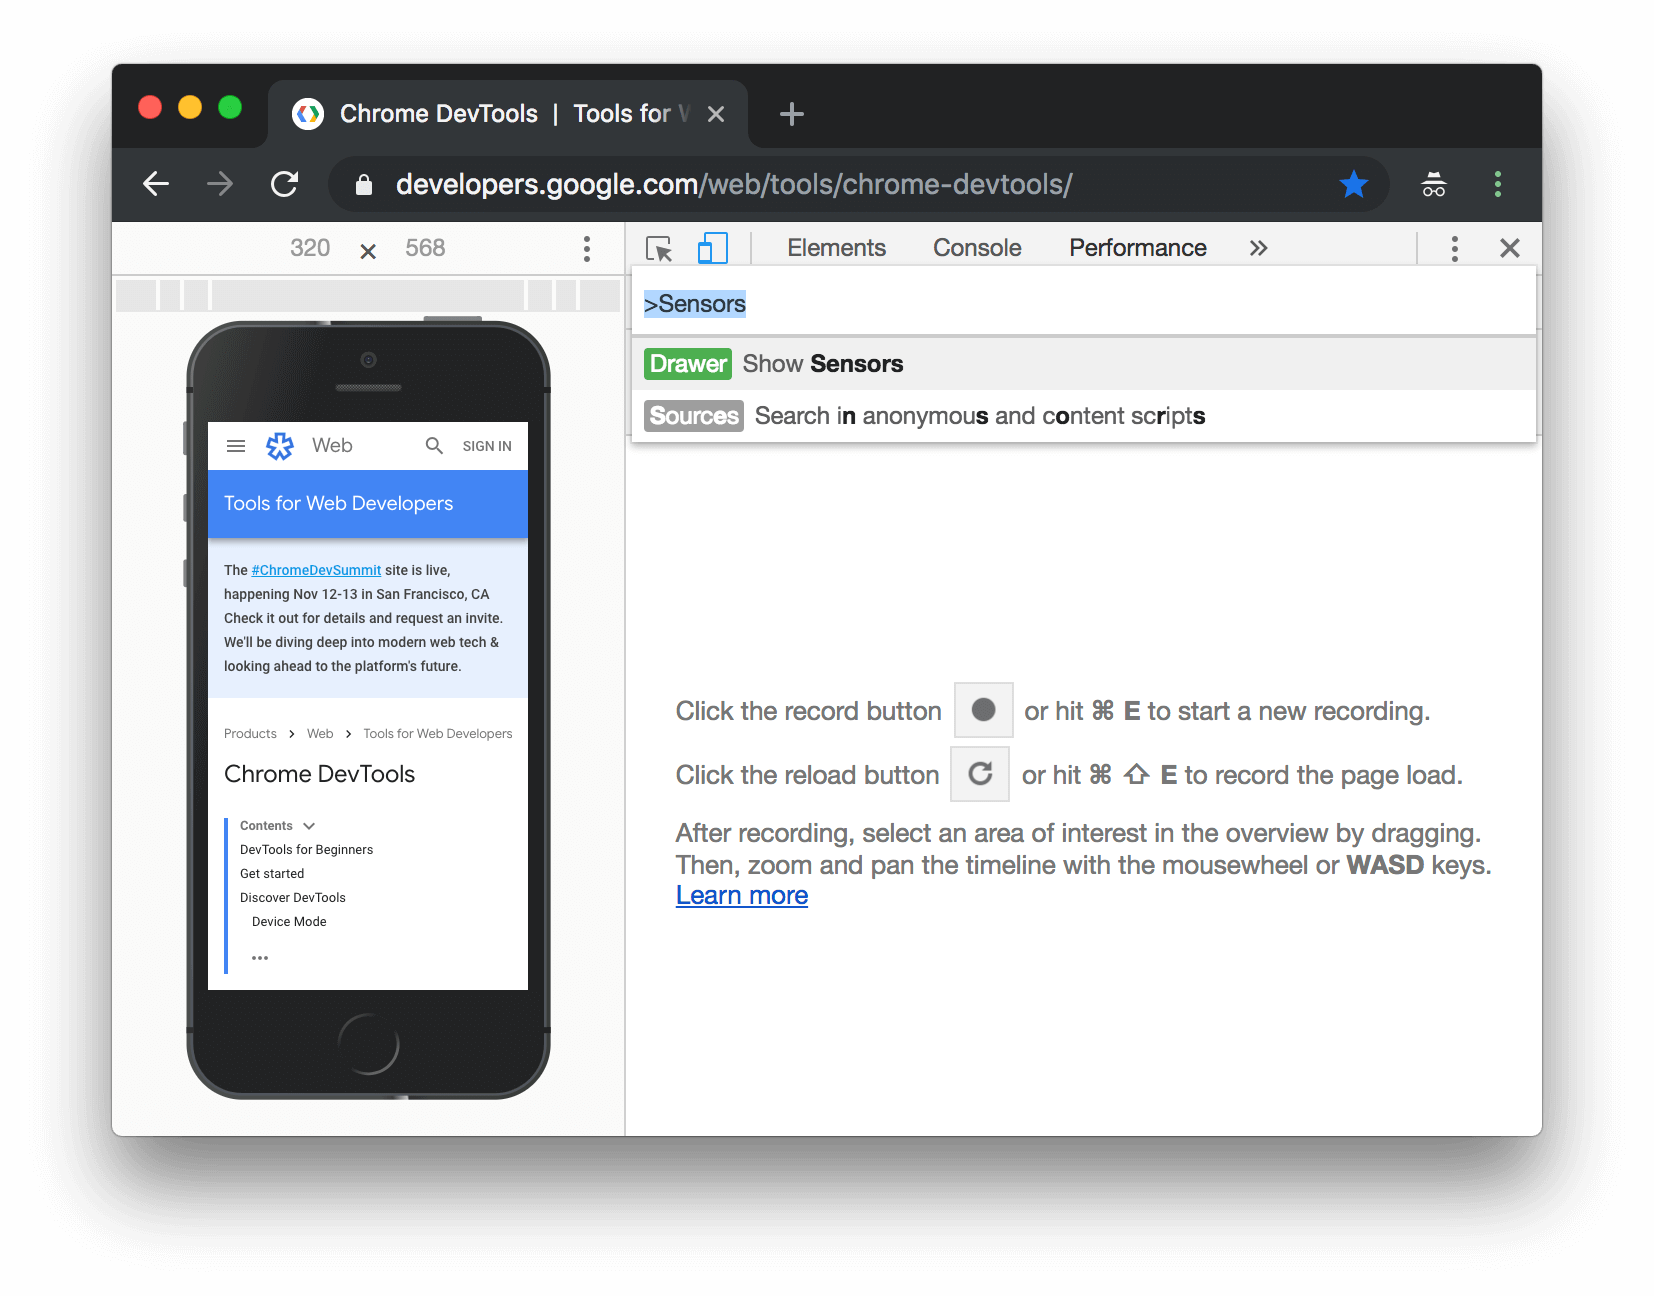 Chrome DevTools | Tools for W
developers.google.com/web/tools/chrome-devtools/
320 × 568
Elements Console Performance »
>Sensors
Drawer Show Sensors
Sources Search in anonymous and content scripts
Web SIGN IN
Tools for Web Developers
The #ChromeDevSummit site is live,
happening Nov 12-13 in San Francisco, CA
Check it out for details and request an invite.
We'll be diving deep into modern web tech &
looking ahead to the platform's future.
Products > Web > Tools for Web Developers
Chrome DevTools
Contents
DevTools for Beginners
Get started
Discover DevTools
Device Mode
•••
Click the record button or hit ⌘ E to start a new recording.
Click the reload button or hit ⌘ ⇧ E to record the page load.
After recording, select an area of interest in the overview by dragging.
Then, zoom and pan the timeline with the mousewheel or WASD keys.
Learn more